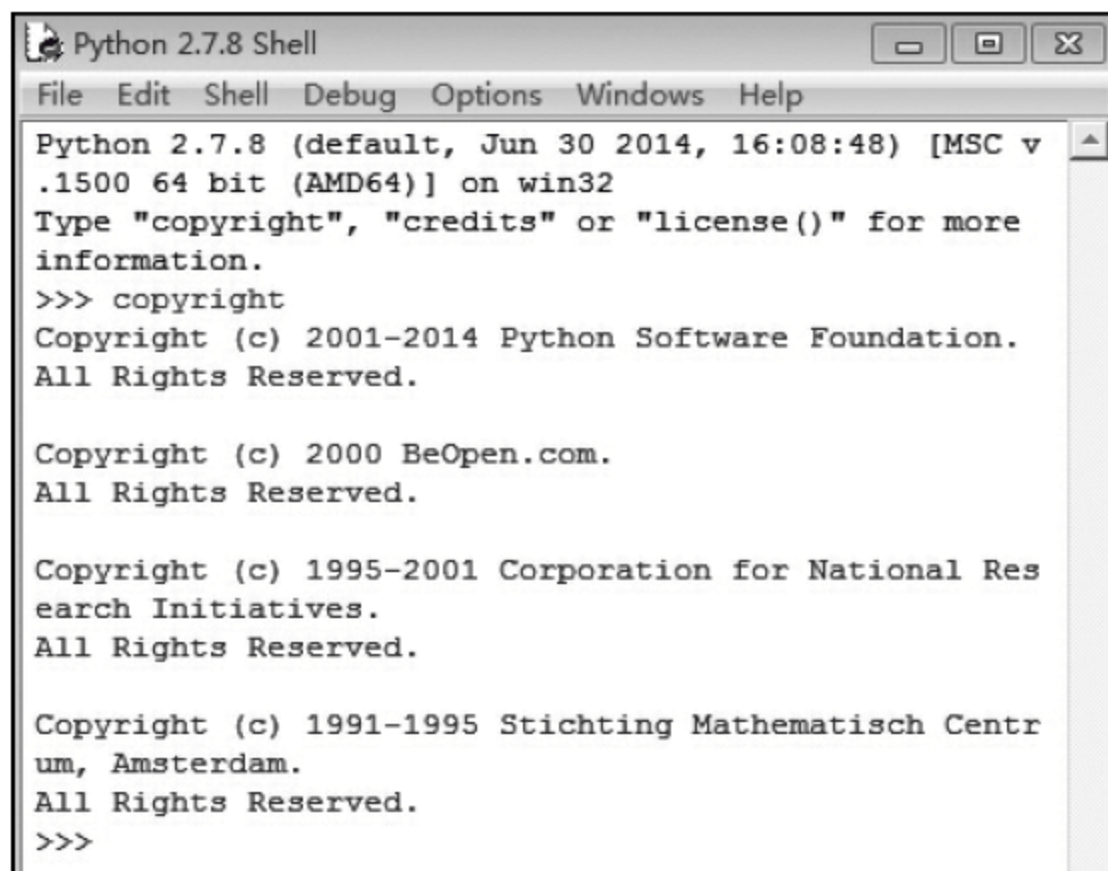 Python 2.7.8 Shell
File Edit Shell Debug Options Windows Help
Python 2.7.8 (default, Jun 30 2014, 16:08:48) [MSC v
.1500 64 bit (AMD64)] on win32
Type "copyright", "credits" or "license()" for more
information.
>>> copyright
Copyright (c) 2001-2014 Python Software Foundation.
All Rights Reserved.

Copyright (c) 2000 BeOpen.com.
All Rights Reserved.

Copyright (c) 1995-2001 Corporation for National Res
earch Initiatives.
All Rights Reserved.

Copyright (c) 1991-1995 Stichting Mathematisch Centr
um, Amsterdam.
All Rights Reserved.
>>>